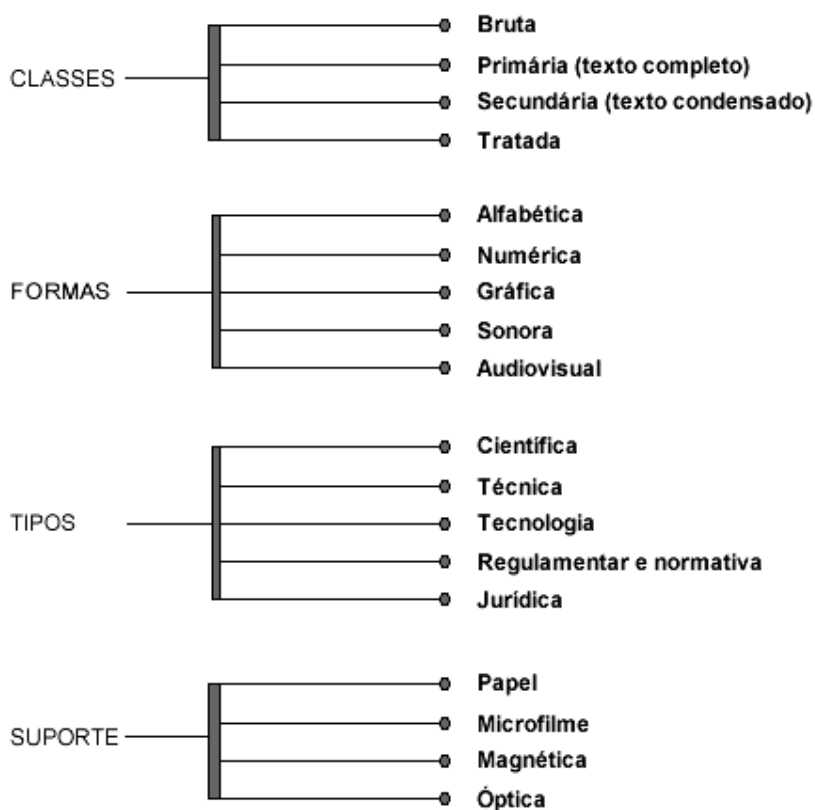 CLASSES
Bruta
Primária (texto completo)
Secundária (texto condensado)
Tratada
FORMAS
Alfabética
Numérica
Gráfica
Sonora
Audiovisual
TIPOS
Científica
Técnica
Tecnologia
Regulamentar e normativa
Jurídica
SUPORTE
Papel
Microfilme
Magnética
Óptica